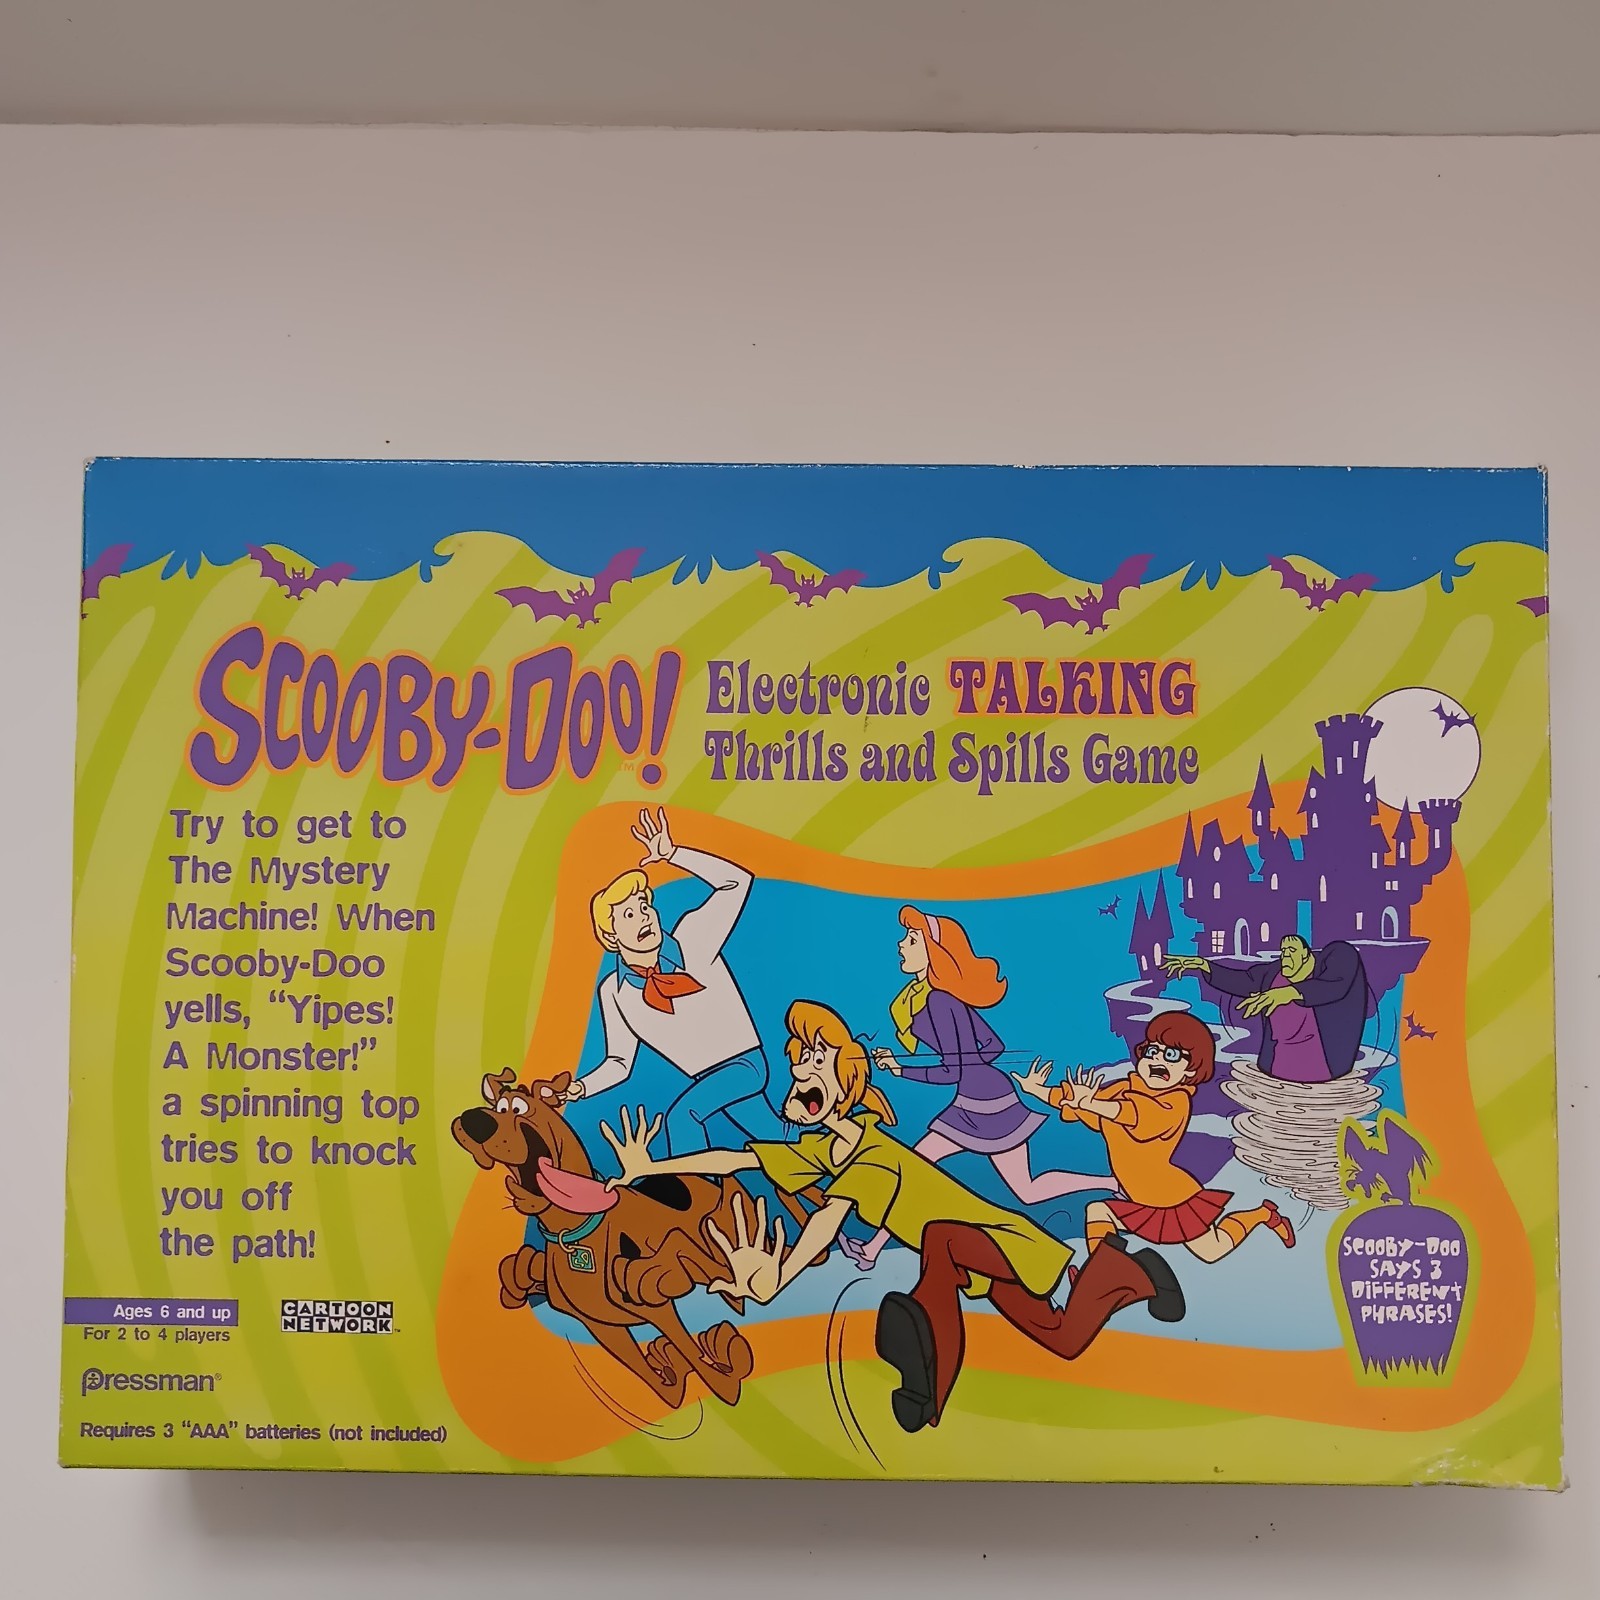 SCOOBY-DOO!
Electronic TALKING
Thrills and Spills Game
Try to get to
The Mystery
Machine! When
Scooby-Doo
yells, "Yipes!
A Monster!"
a spinning top
tries to knock
you off
the path!
SCOOBY-DOO
SAYS 3
DIFFERENT
PHRASES!
Ages 6 and up
For 2 to 4 players
CARTOON
NETWORK™
Pressman®
Requires 3 "AAA" batteries (not included)